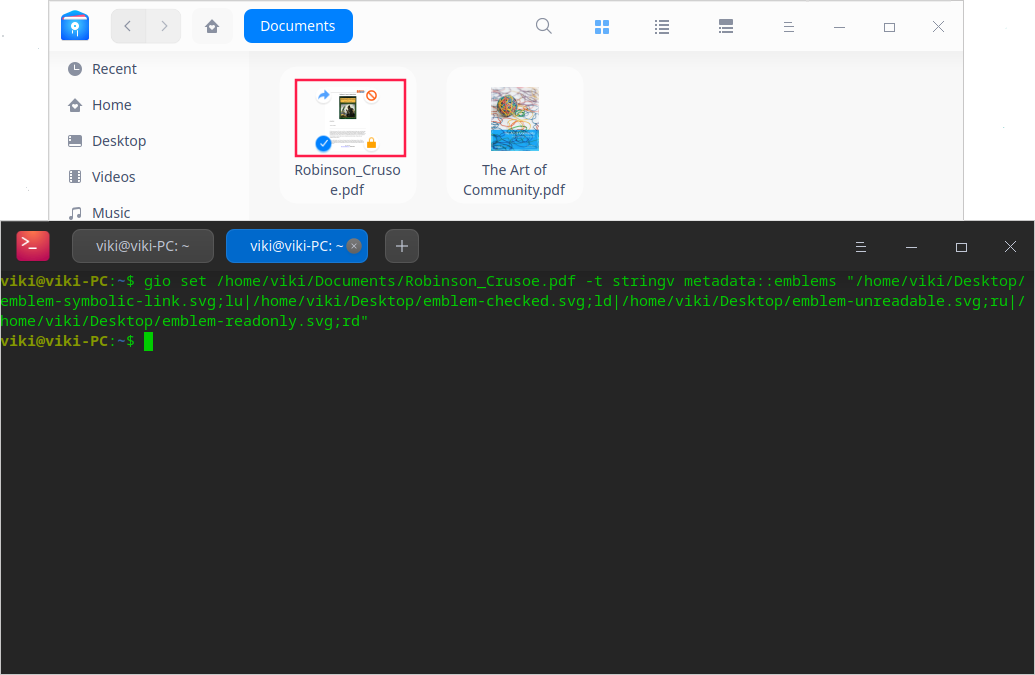 Documents
Recent
Home
Desktop
Videos
Music
Robinson_Cruso
e.pdf
The Art of
Community.pdf
viki@viki-PC: ~
viki@viki-PC: ~
viki@viki-PC:~$ gio set /home/viki/Documents/Robinson_Crusoe.pdf -t stringv metadata::emblems "/home/viki/Desktop/
emblem-symbolic-link.svg;lu|/home/viki/Desktop/emblem-checked.svg;ld|/home/viki/Desktop/emblem-unreadable.svg;ru|/
home/viki/Desktop/emblem-readonly.svg;rd"
viki@viki-PC:~$